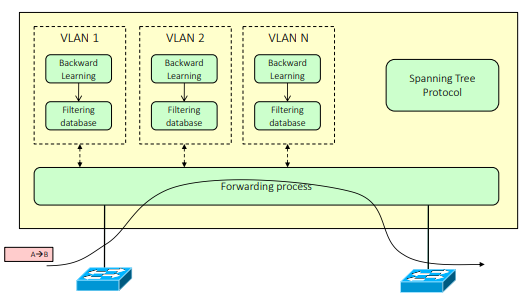 VLAN 1
Backward
Learning
Filtering
database
VLAN 2
Backward
Learning
Filtering
database
VLAN N
Backward
Learning
Filtering
database
Spanning Tree
Protocol
Forwarding process
A→B